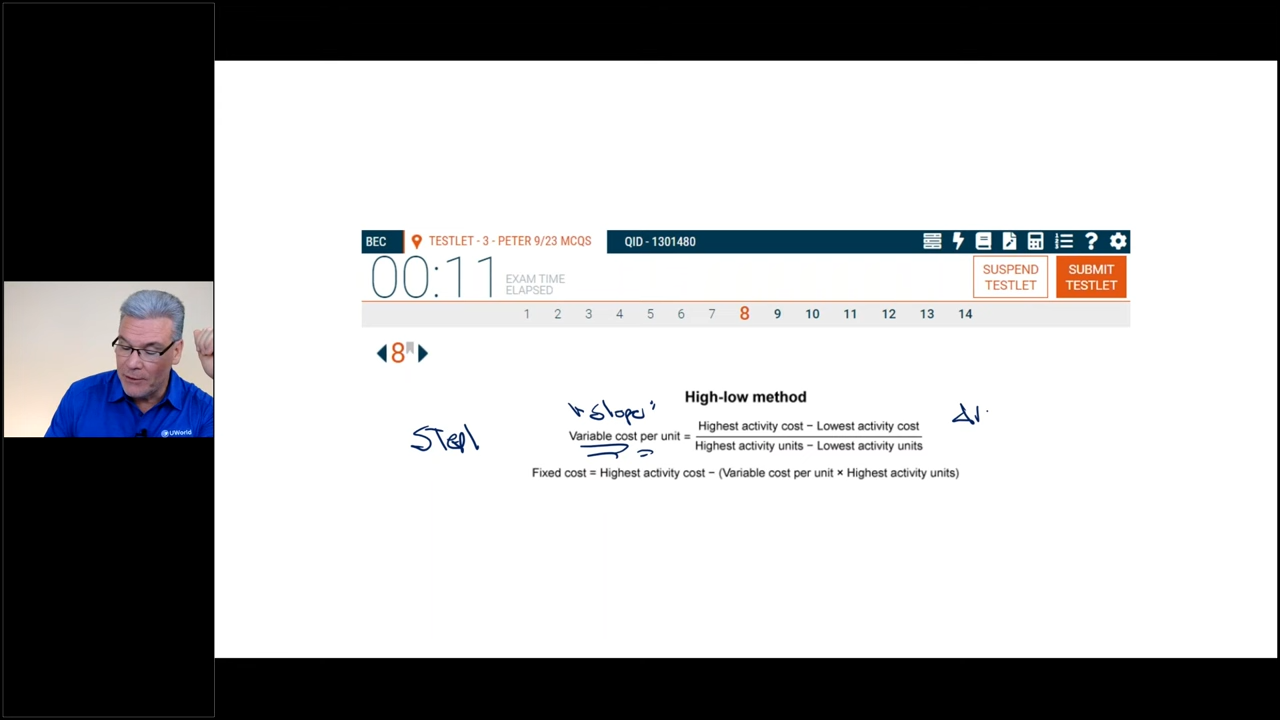 BEC TESTLET - 3 - PETER 9/23 MCQS QID - 1301480
00:11 EXAM TIME ELAPSED
SUSPEND TESTLET
SUBMIT TESTLET
1 2 3 4 5 6 7 8 9 10 11 12 13 14
8
High-low method
"Slope"
STEP 1
Variable cost per unit = Highest activity cost − Lowest activity cost
Highest activity units − Lowest activity units
Fixed cost = Highest activity cost − (Variable cost per unit × Highest activity units)
UWorld